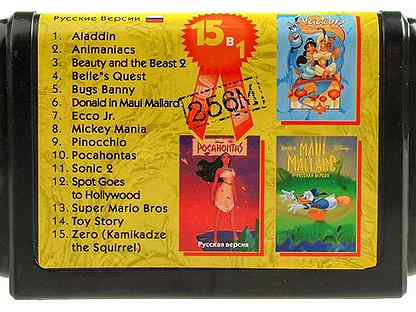 Русские Версии
1. Aladdin
2. Animaniacs
3. Beauty and the Beast 2
4. Belle"s Quest
5. Bugs Banny
6. Donald in Maui Mallard
7. Ecco Jr.
8. Mickey Mania
9. Pinocchio
10. Pocahontas
11. Sonic 2
12. Spot Goes
to Hollywood
13. Super Mario Bros
14. Toy Story
15. Zero (Kamikadze
the Squirrel)
15 в 1
256M
Aladdin
POCAHONTAS
Русская версия
MAUI
MALLARD
РУССКАЯ ВЕРСИЯ